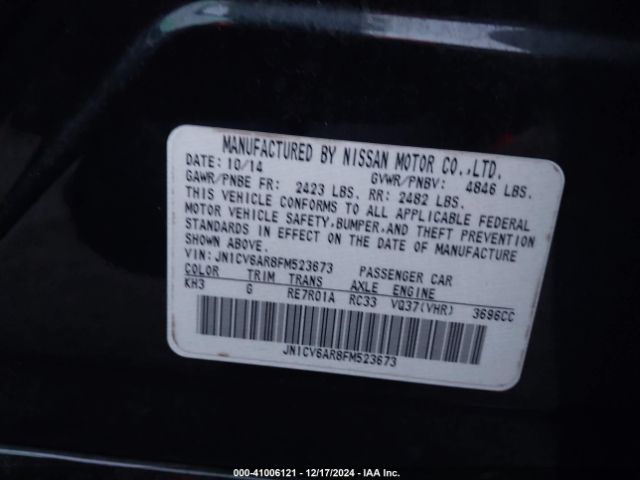 MANUFACTURED BY NISSAN MOTOR CO.,LTD.
DATE: 10/14 GVWR/PNBV: 4846 LBS.
GAWR/PNBE FR: 2423 LBS. RR: 2482 LBS.
THIS VEHICLE CONFORMS TO ALL APPLICABLE FEDERAL
MOTOR VEHICLE SAFETY, BUMPER, AND THEFT PREVENTION
STANDARDS IN EFFECT ON THE DATE OF MANUFACTURE
SHOWN ABOVE.
VIN: JN1CV6AR8FM523673 PASSENGER CAR
COLOR TRIM TRANS AXLE ENGINE
KH3 G RE7R01A RC33 VQ37(VHR) 3696CC
JN1CV6AR8FM523673
000-41006121 - 12/17/2024 - IAA Inc.